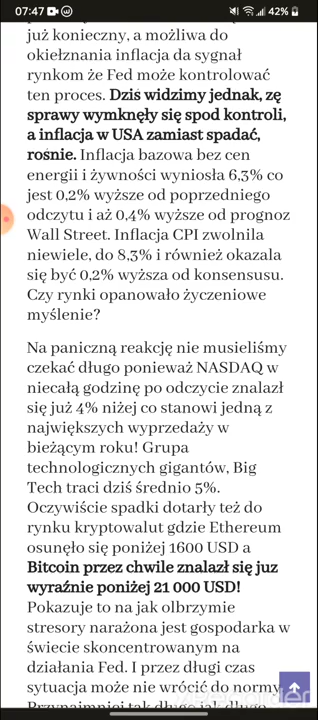 07:47
42%
już konieczny, a możliwa do
okiełznania inflacja da sygnał
rynkom że Fed może kontrolować
ten proces. Dziś widzimy jednak, zę
sprawy wymknęły się spod kontroli,
a inflacja w USA zamiast spadać,
rośnie. Inflacja bazowa bez cen
energii i żywności wyniosła 6,3% co
jest 0,2% wyższe od poprzedniego
odczytu i aż 0,4% wyższe od prognoz
Wall Street. Inflacja CPI zwolnila
niewiele, do 8,3% i również okazala
się być 0,2% wyższa od konsensusu.
Czy rynki opanowało życzeniowe
myślenie?
Na paniczną reakcję nie musieliśmy
czekać długo ponieważ NASDAQ w
niecałą godzinę po odczycie znalazł
się już 4% niżej co stanowi jedną z
największych wyprzedaży w
bieżącym roku! Grupa
technologicznych gigantów, Big
Tech traci dziś średnio 5%.
Oczywiście spadki dotarły też do
rynku kryptowalut gdzie Ethereum
osunęło się poniżej 1600 USD a
Bitcoin przez chwile znalazł się juz
wyraźnie poniżej 21 000 USD!
Pokazuje to na jak olbrzymie
stresory narażona jest gospodarka w
świecie skoncentrowanym na
działania Fed. I przez długi czas
sytuacja może nie wrócić do normy.
Przynajmniej tak długo jak długo